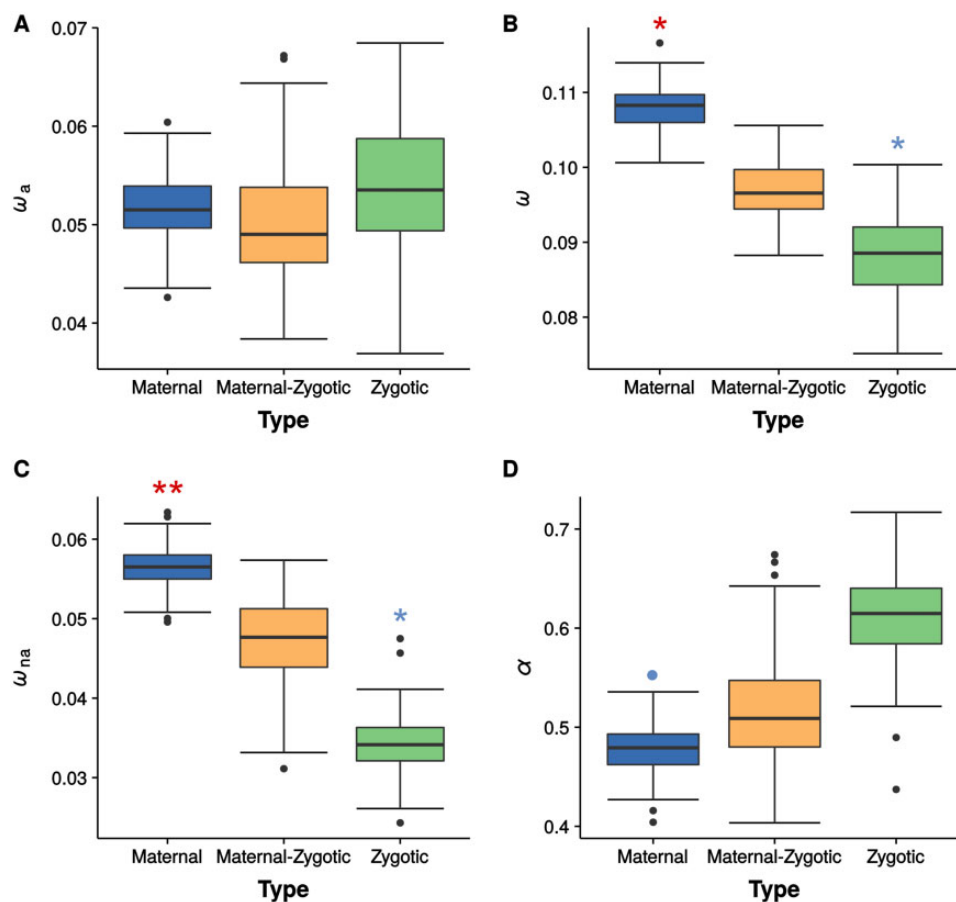 A
0.07
0.06
0.05
0.04
ωa
Maternal
Maternal-Zygotic
Zygotic
Type
B
*
*
0.11
0.10
0.09
0.08
ω
Maternal
Maternal-Zygotic
Zygotic
Type
C
**
*
0.06
0.05
0.04
0.03
ωna
Maternal
Maternal-Zygotic
Zygotic
Type
D
0.7
0.6
0.5
0.4
α
Maternal
Maternal-Zygotic
Zygotic
Type